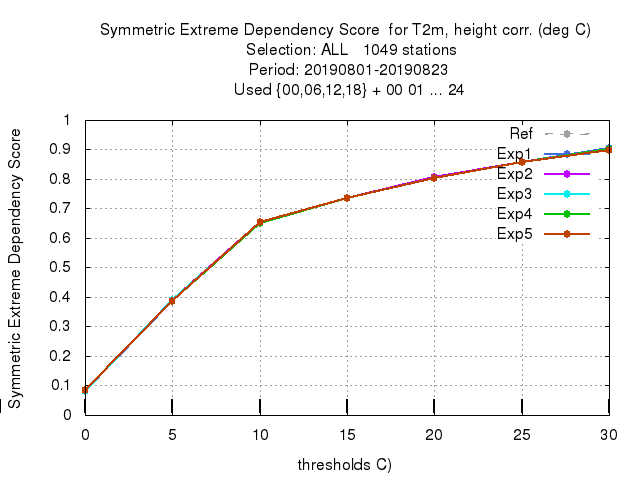 Symmetric Extreme Dependency Score  for T2m, height corr. (deg C)
Selection: ALL   1049 stations
Period: 20190801-20190823
Used {00,06,12,18} + 00 01 ... 24
Symmetric Extreme Dependency Score
1
0.9
0.8
0.7
0.6
0.5
0.4
0.3
0.2
0.1
0
Ref
Exp1
Exp2
Exp3
Exp4
Exp5
0 5 10 15 20 25 30
thresholds C)